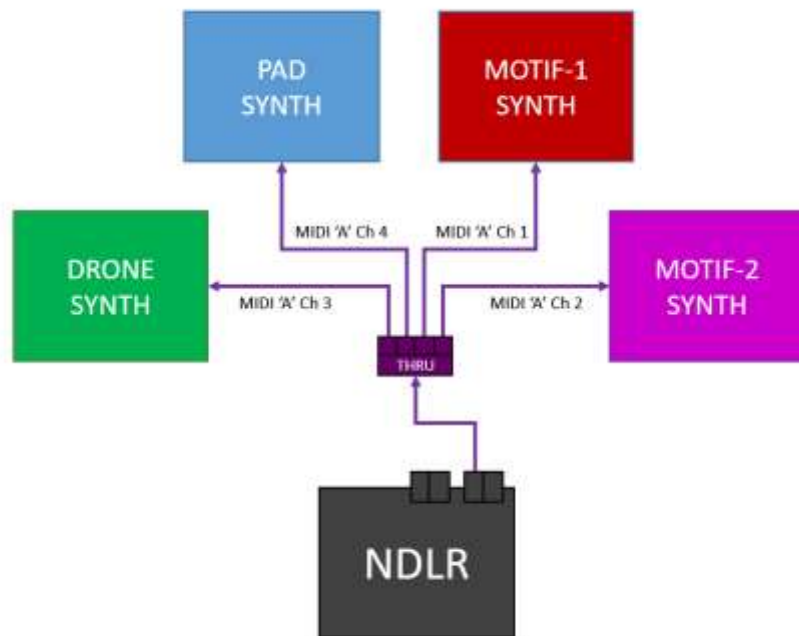 PAD
SYNTH
MOTIF-1
SYNTH
MIDI ‘A’ Ch 4
MIDI ‘A’ Ch 1
DRONE
SYNTH
MOTIF-2
SYNTH
MIDI ‘A’ Ch 3
MIDI ‘A’ Ch 2
THRU
NDLR